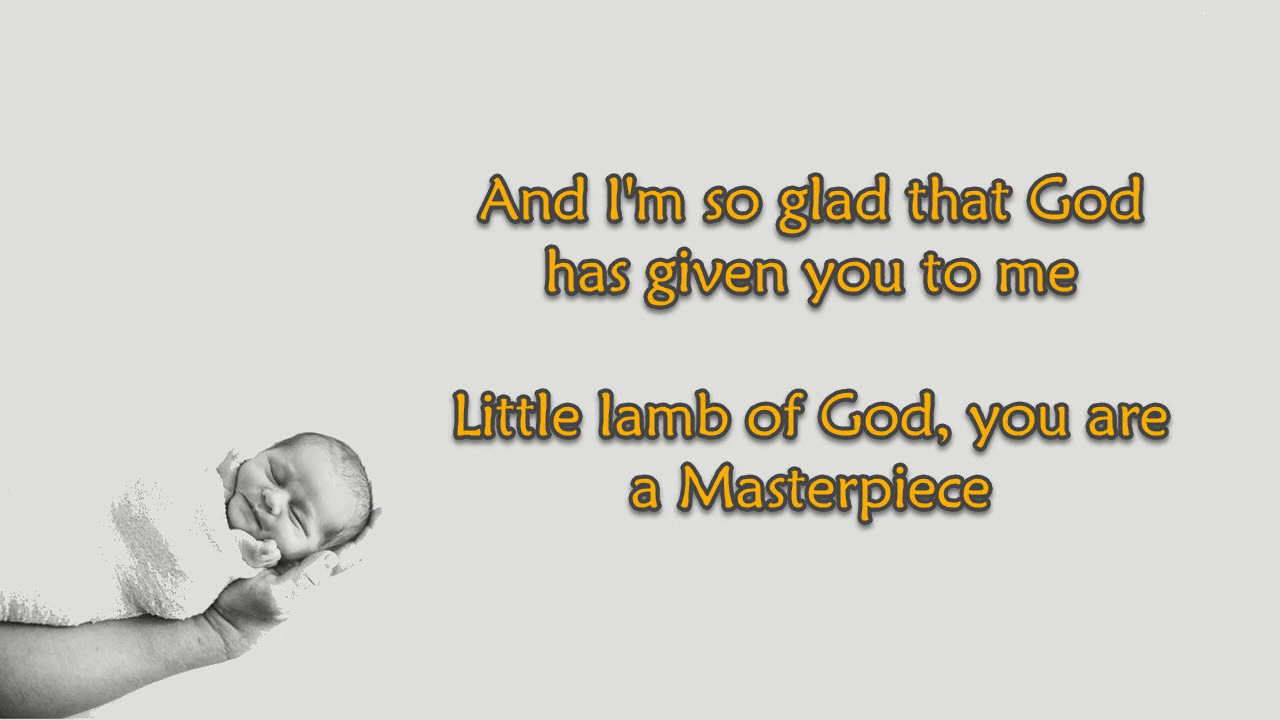 And I'm so glad that God
has given you to me
Little lamb of God, you are
a Masterpiece